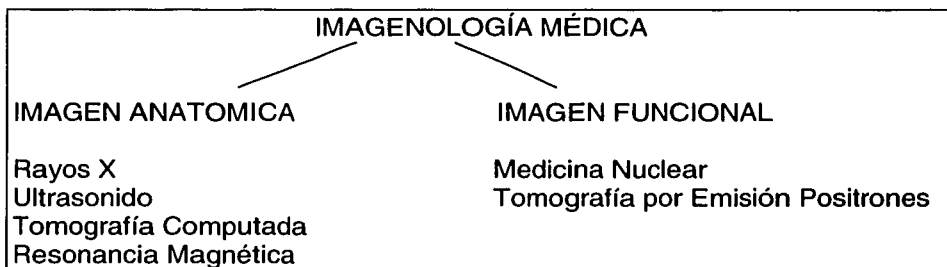 IMAGENOLOGÍA MÉDICA
IMAGEN ANATOMICA
Rayos X
Ultrasonido
Tomografía Computada
Resonancia Magnética
IMAGEN FUNCIONAL
Medicina Nuclear
Tomografía por Emisión Positrones